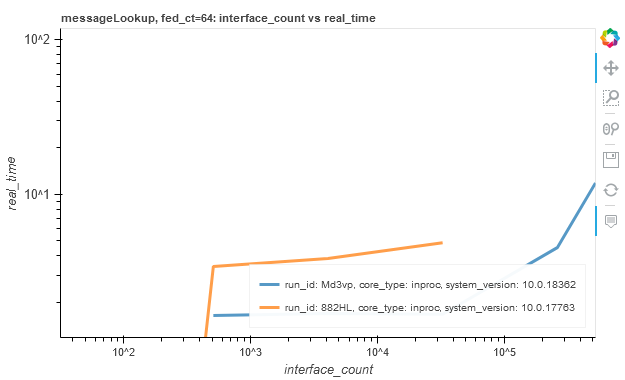 messageLookup, fed_ct=64: interface_count vs real_time
10^2
10^1
real_time
run_id: Md3vp, core_type: inproc, system_version: 10.0.18362
run_id: 882HL, core_type: inproc, system_version: 10.0.17763
10^2 10^3 10^4 10^5
interface_count